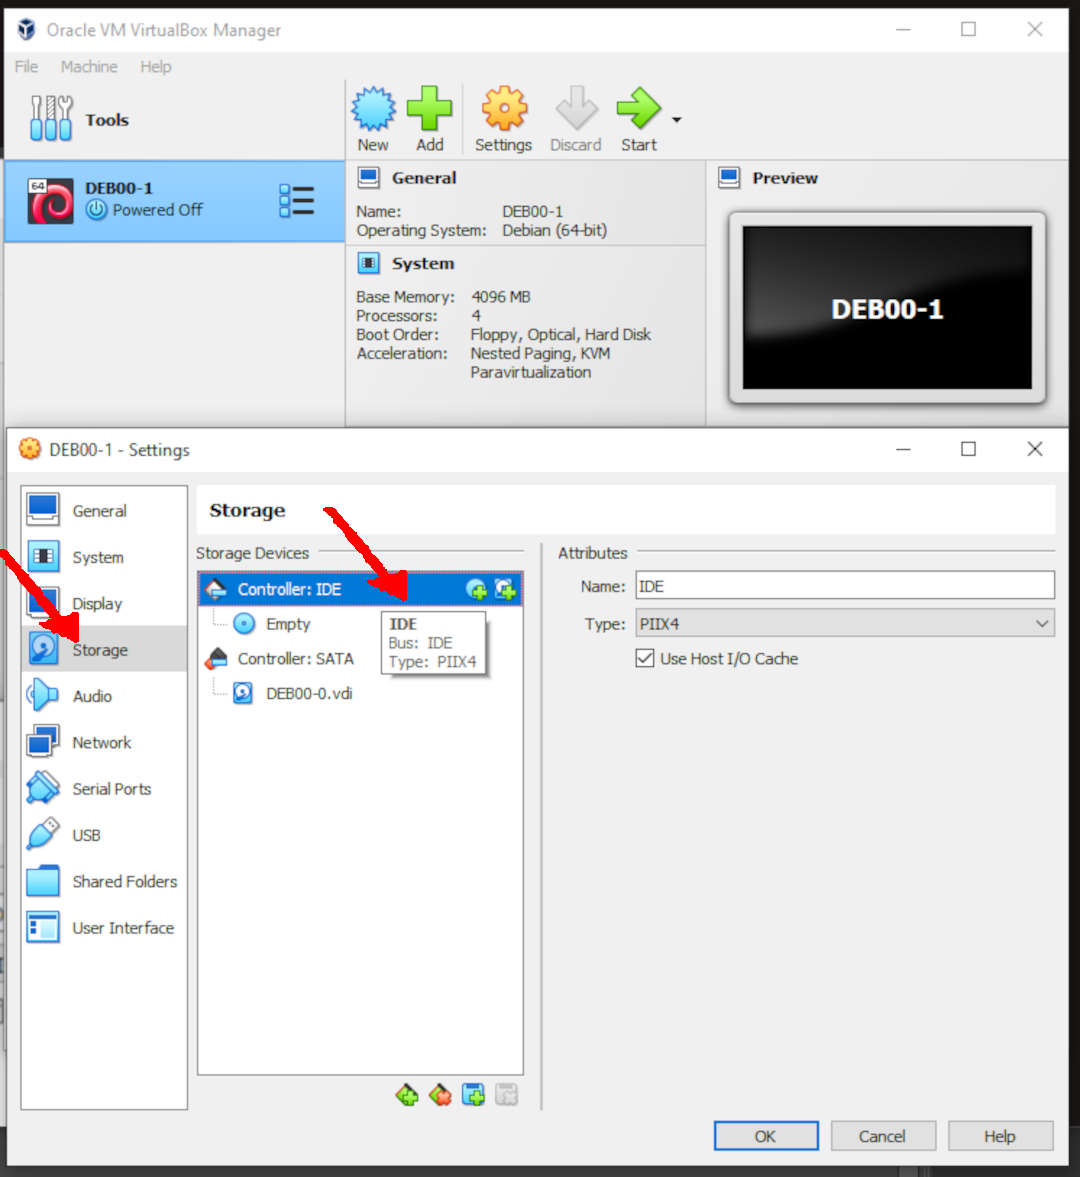 Oracle VM VirtualBox Manager
File Machine Help
Tools
New Add Settings Discard Start
64
DEB00-1
Powered Off
General
Name: DEB00-1
Operating System: Debian (64-bit)
System
Base Memory: 4096 MB
Processors: 4
Boot Order: Floppy, Optical, Hard Disk
Acceleration: Nested Paging, KVM
Paravirtualization
Preview
DEB00-1
DEB00-1 - Settings
General
System
Display
Storage
Audio
Network
Serial Ports
USB
Shared Folders
User Interface
Storage
Storage Devices
Controller: IDE
Empty
Controller: SATA
DEB00-0.vdi
IDE
Bus: IDE
Type: PIIX4
Attributes
Name: IDE
Type: PIIX4
Use Host I/O Cache
OK Cancel Help